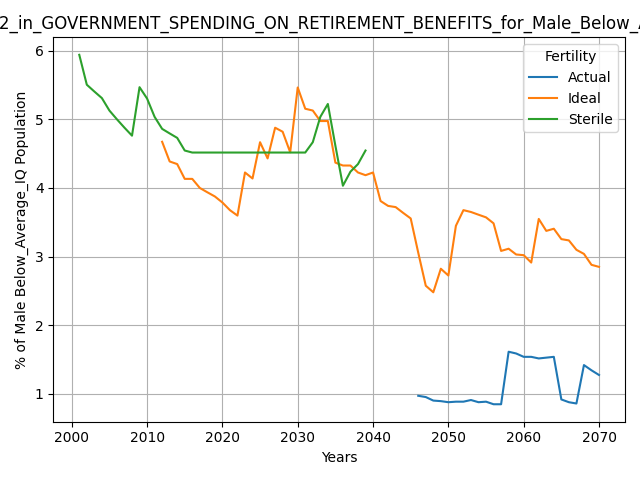 2_in_GOVERNMENT_SPENDING_ON_RETIREMENT_BENEFITS_for_Male_Below_
Fertility
Actual
Ideal
Sterile
% of Male Below_Average_IQ Population
6
5
4
3
2
1
2000 2010 2020 2030 2040 2050 2060 2070
Years